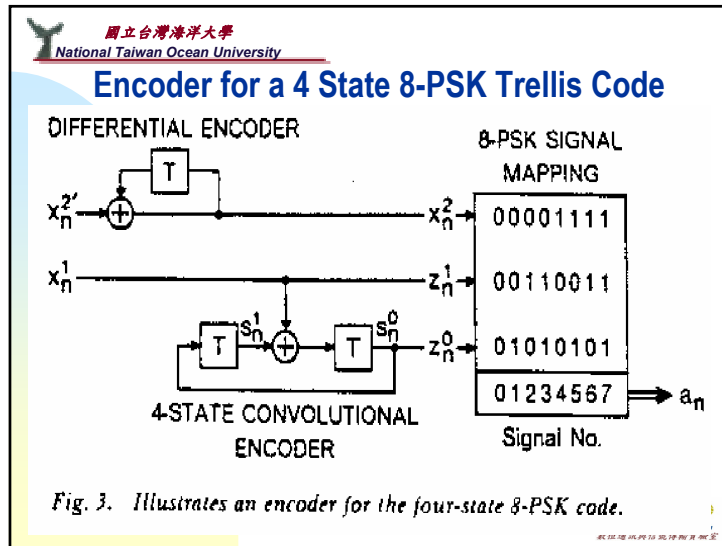 國立台灣海洋大學
National Taiwan Ocean University
Encoder for a 4 State 8-PSK Trellis Code
DIFFERENTIAL ENCODER
8-PSK SIGNAL
MAPPING
T
x_n^2' + x_n^2 00001111
x_n^1 z_n^1 00110011
T s_n^1 + T s_n^0 z_n^0 01010101
01234567 a_n
4-STATE CONVOLUTIONAL
ENCODER
Signal No.
Fig. 3. Illustrates an encoder for the four-state 8-PSK code.